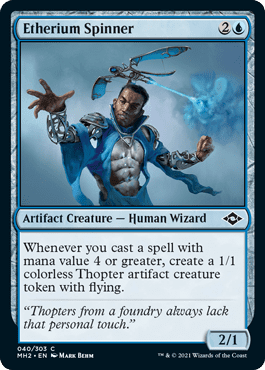 Etherium Spinner 2
Artifact Creature — Human Wizard
Whenever you cast a spell with
mana value 4 or greater, create a 1/1
colorless Thopter artifact creature
token with flying.
“Thopters from a foundry always lack
that personal touch.”
2/1
040/303 C
MH2 • EN Mark Behm ™ & © 2021 Wizards of the Coast